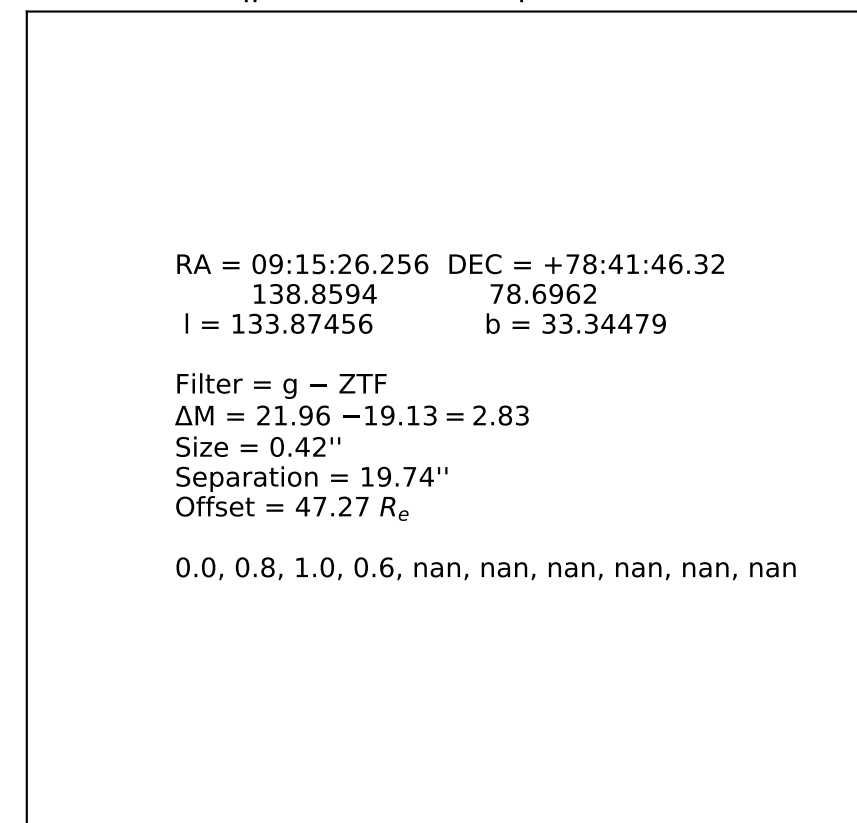 RA = 09:15:26.256 DEC = +78:41:46.32
138.8594 78.6962
l = 133.87456 b = 33.34479
Filter = g − ZTF
ΔM = 21.96 −19.13 = 2.83
Size = 0.42''
Separation = 19.74''
Offset = 47.27 Re
0.0, 0.8, 1.0, 0.6, nan, nan, nan, nan, nan, nan